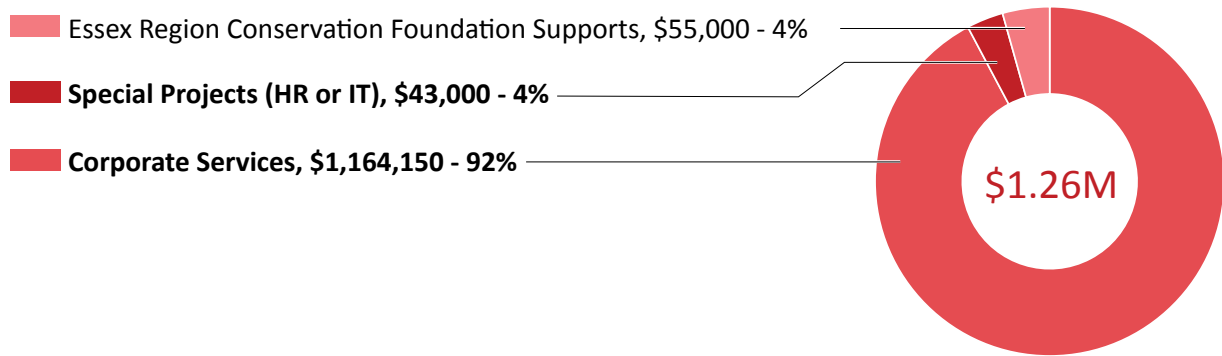 Essex Region Conservation Foundation Supports, $55,000 - 4%
Special Projects (HR or IT), $43,000 - 4%
Corporate Services, $1,164,150 - 92%
$1.26M